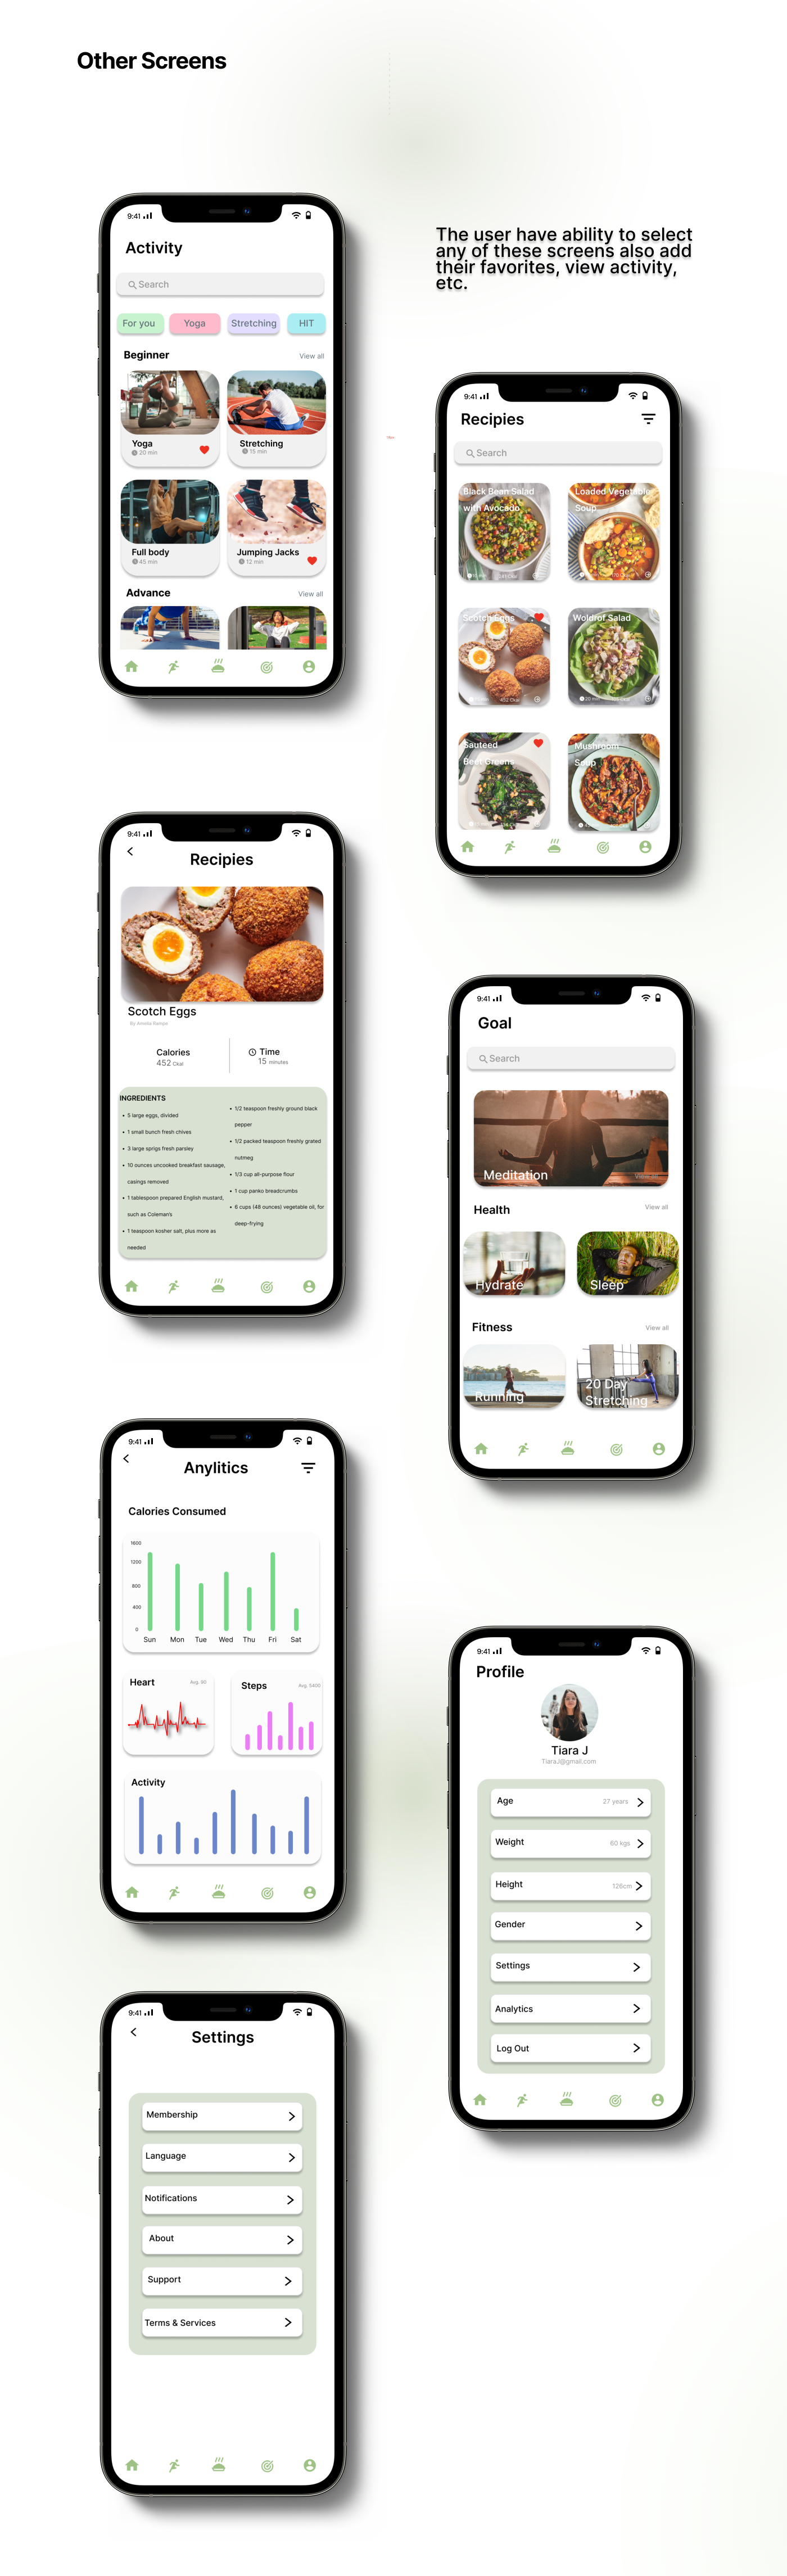 Other Screens
9:41
Activity
Search
For you
Yoga
Stretching
HIT
Beginner
View all
Yoga
20 min
Stretching
15 min
Full body
45 min
Jumping Jacks
12 min
Advance
View all
The user have ability to select
any of these screens also add
their favorites, view activity,
etc.
9:41
Recipies
Search
Black Bean Salad
with Avocado
Loaded Vegetable
Soup
Scotch Eggs
452 Ckal
Woldrof Salad
20 min
Sauteed
Beet Greens
Mushroom
Soup
9:41
Recipies
Scotch Eggs
By Amelia Rampe
Calories
452 Ckal
Time
15 minutes
INGREDIENTS
5 large eggs, divided
1 small bunch fresh chives
3 large sprigs fresh parsley
10 ounces uncooked breakfast sausage,
casings removed
1 tablespoon prepared English mustard,
such as Coleman's
1 teaspoon kosher salt, plus more as
needed
1/2 teaspoon freshly ground black
pepper
1/2 packed teaspoon freshly grated
nutmeg
1/3 cup all-purpose flour
1 cup panko breadcrumbs
6 cups (48 ounces) vegetable oil, for
deep-frying
9:41
Goal
Search
Meditation
View all
Health
View all
Hydrate
Sleep
Fitness
View all
Running
20 Day
Stretching
9:41
Anylitics
Calories Consumed
1600
1200
800
400
0
Sun Mon Tue Wed Thu Fri Sat
Heart
Avg. 90
Steps
Avg. 5400
Activity
9:41
Profile
Tiara J
TiaraJ@gmail.com
Age
27 years
Weight
60 kgs
Height
126cm
Gender
Settings
Analytics
Log Out
9:41
Settings
Membership
Language
Notifications
About
Support
Terms & Services